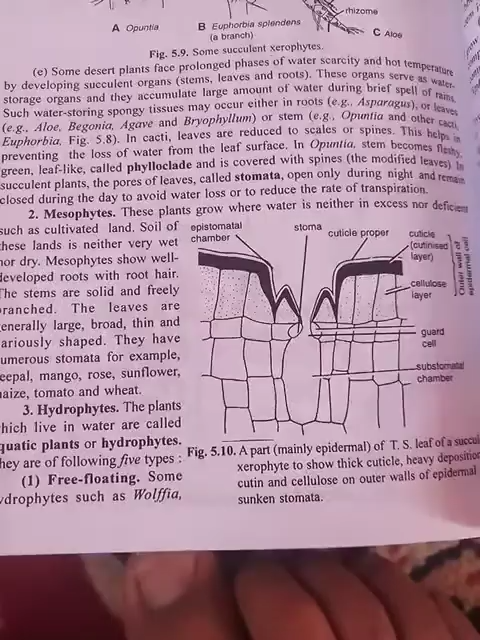 rhizome
A Opuntia
B Euphorbia splendens
(a branch)
C Aloe
Fig. 5.9. Some succulent xerophytes.
(e) Some desert plants face prolonged phases of water scarcity and hot temperature
by developing succulent organs (stems, leaves and roots). These organs serve as water-
storage organs and they accumulate large amount of water during brief spell of rains.
Such water-storing spongy tissues may occur either in roots (e.g., Asparagus), or leaves
(e.g., Aloe, Begonia, Agave and Bryophyllum) or stem (e.g., Opuntia and other cacti,
Euphorbia, Fig. 5.8). In cacti, leaves are reduced to scales or spines. This helps in
preventing the loss of water from the leaf surface. In Opuntia, stem becomes fleshy,
green, leaf-like, called phylloclade and is covered with spines (the modified leaves). In
succulent plants, the pores of leaves, called stomata, open only during night and remain
closed during the day to avoid water loss or to reduce the rate of transpiration.
2. Mesophytes. These plants grow where water is neither in excess nor deficient
such as cultivated land. Soil of
these lands is neither very wet
nor dry. Mesophytes show well-
developed roots with root hair.
The stems are solid and freely
branched. The leaves are
generally large, broad, thin and
variously shaped. They have
numerous stomata for example,
peepal, mango, rose, sunflower,
maize, tomato and wheat.
3. Hydrophytes. The plants
which live in water are called
aquatic plants or hydrophytes.
They are of following five types :
(1) Free-floating. Some
hydrophytes such as Wolffia,
epistomatal
chamber
stoma
cuticle proper
cuticle
(cutinised
layer)
Outer wall of
epidermal cell
cellulose
layer
guard
cell
substomatal
chamber
Fig. 5.10. A part (mainly epidermal) of T. S. leaf of a
xerophyte to show thick cuticle, heavy
cutin and cellulose on outer walls of epidermal
sunken stomata.